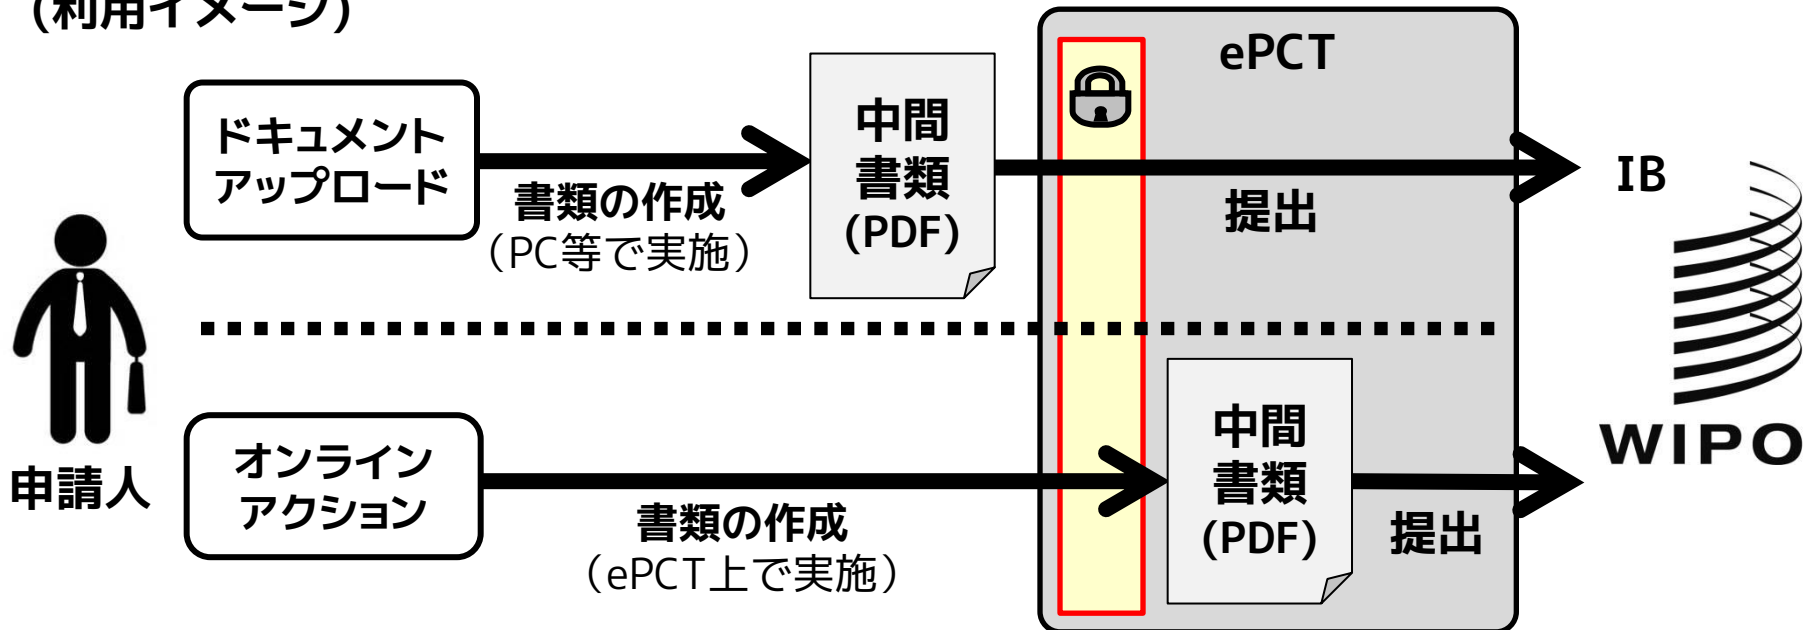 (利用イメージ)
ePCT
ドキュメント
アップロード
書類の作成
（PC等で実施）
中間
書類
(PDF)
提出
IB
申請人
オンライン
アクション
書類の作成
（ePCT上で実施）
中間
書類
(PDF)
提出
WIPO